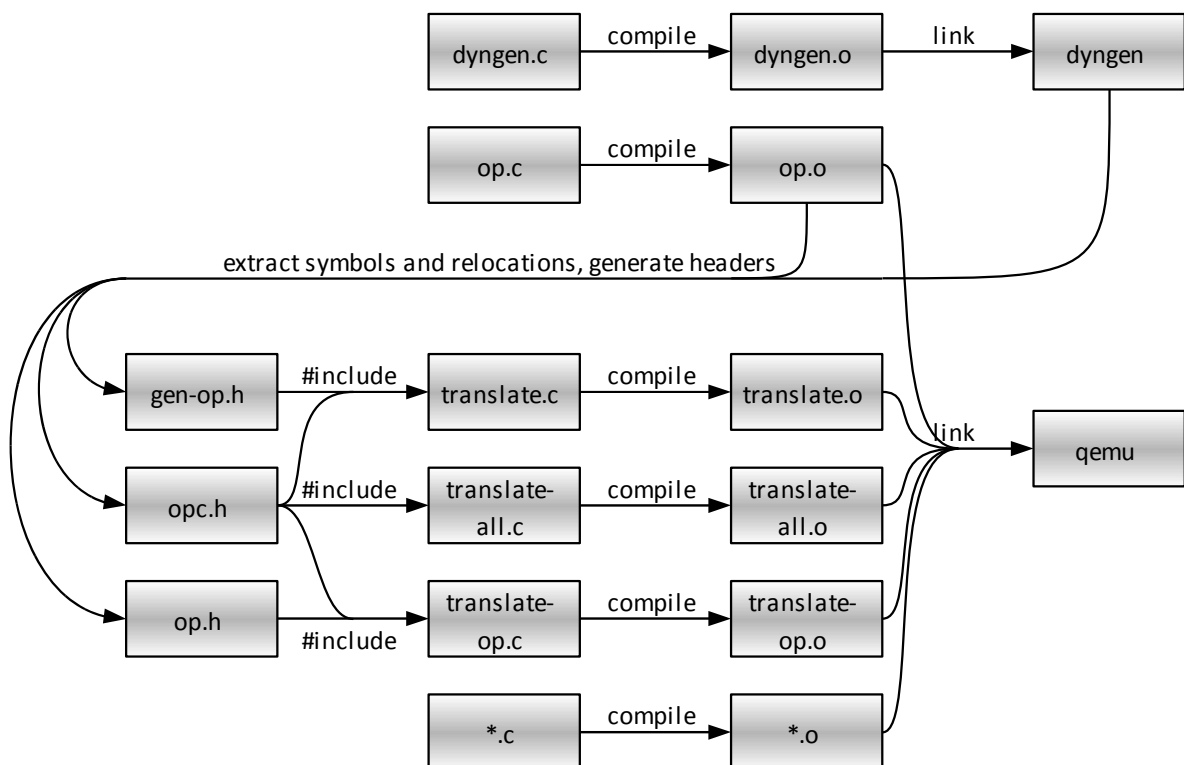 compile
link
dyngen.c
dyngen.o
dyngen
compile
op.c
op.o
extract symbols and relocations, generate headers
#include
compile
gen-op.h
translate.c
translate.o
link
qemu
#include
compile
opc.h
translate-
all.c
translate-
all.o
compile
op.h
translate-
op.c
translate-
op.o
#include
compile
*.c
*.o